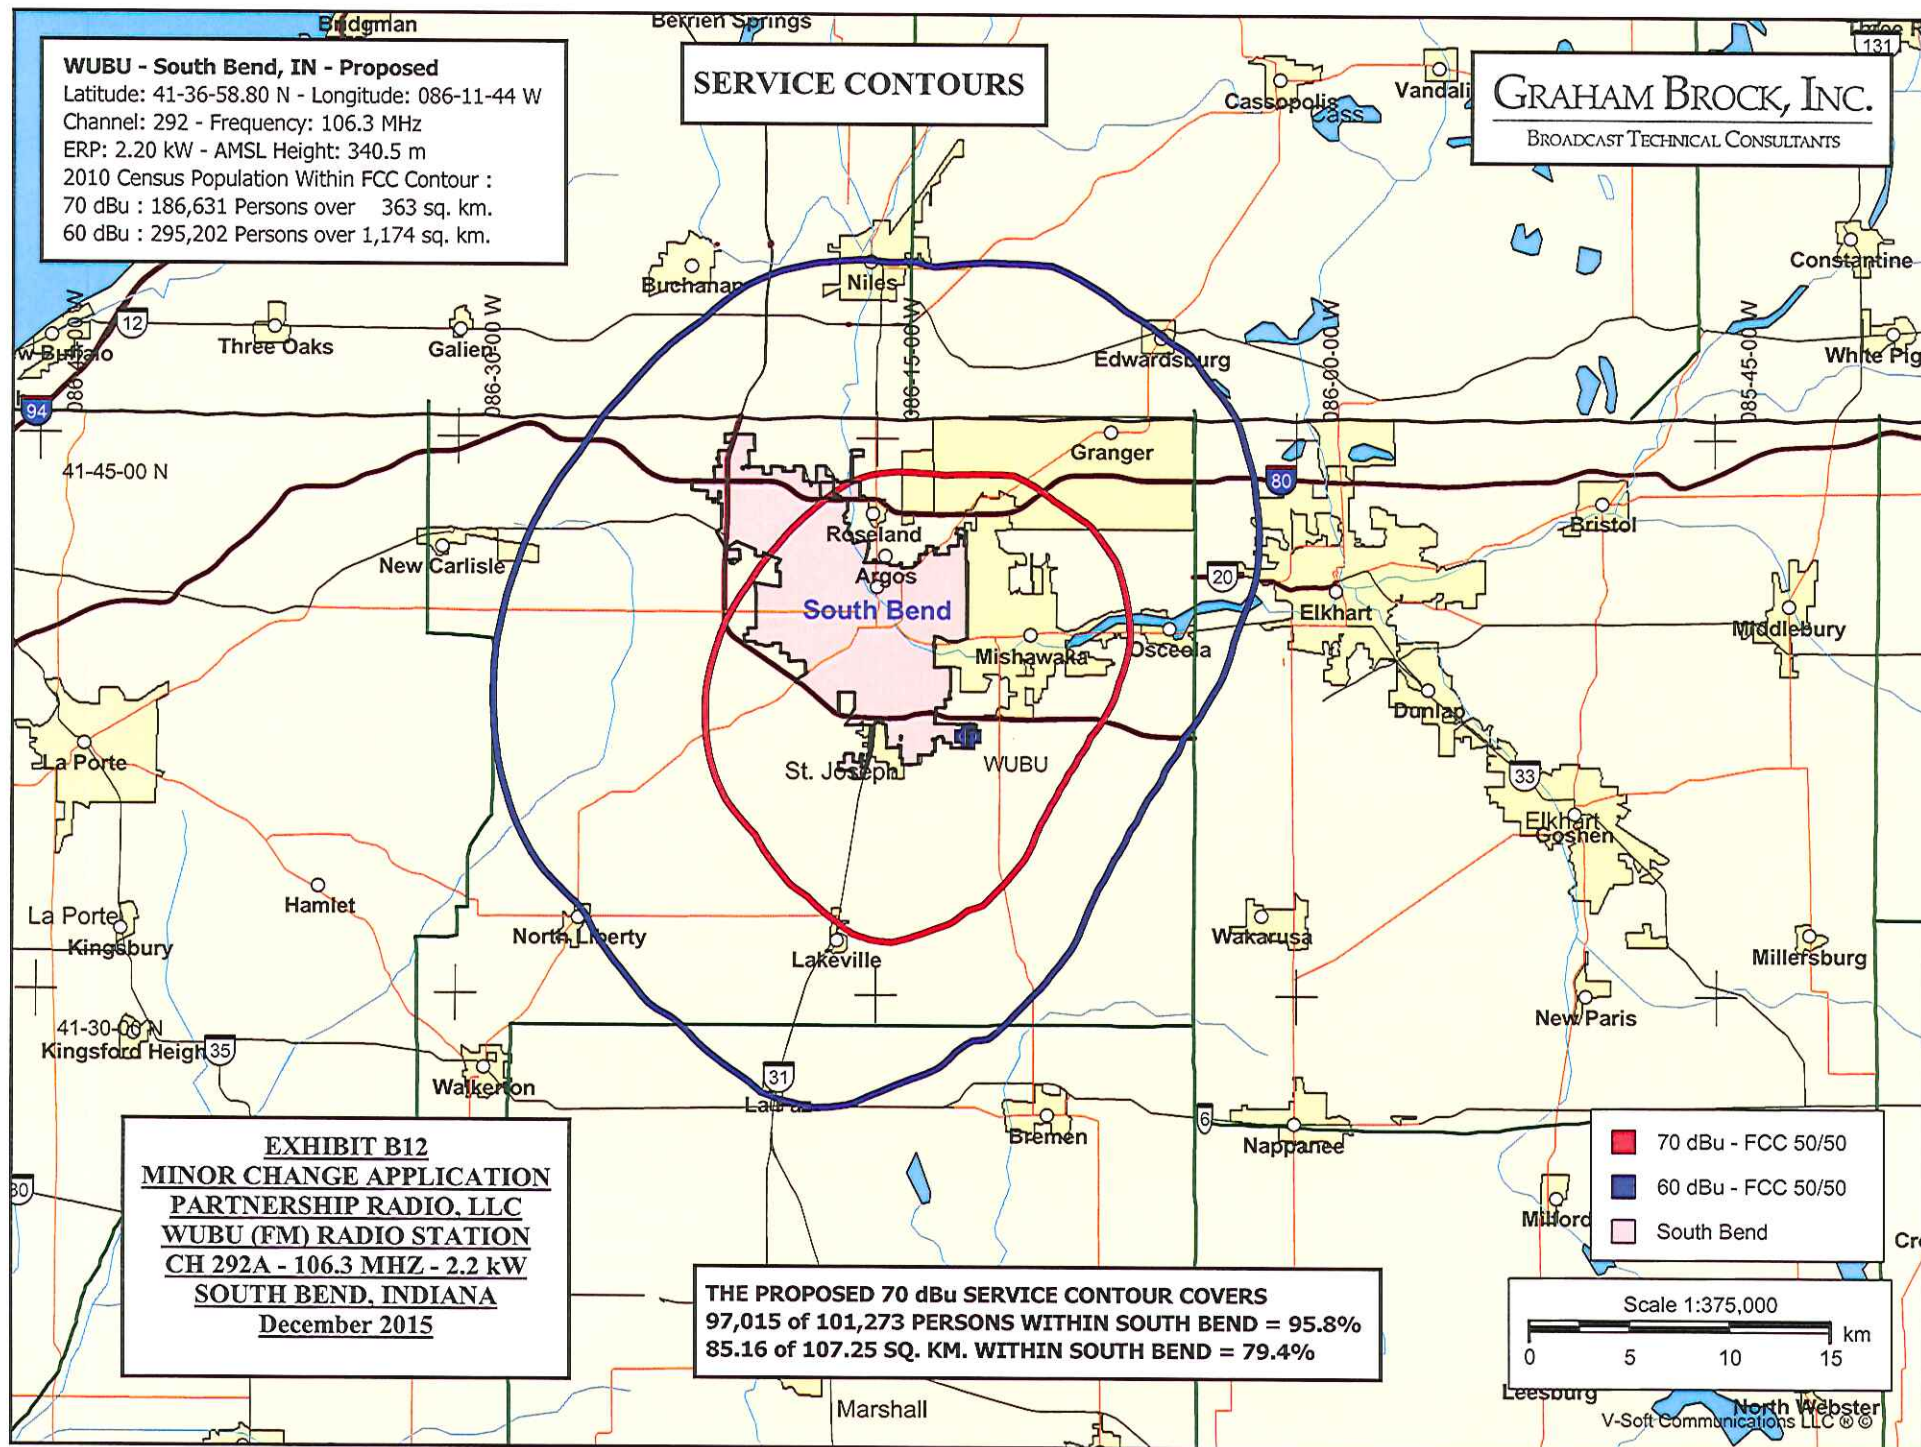 Bridgman
Berrien Springs
131
WUBU - South Bend, IN - Proposed
Latitude: 41-36-58.80 N - Longitude: 086-11-44 W
Channel: 292 - Frequency: 106.3 MHz
ERP: 2.20 kW - AMSL Height: 340.5 m
2010 Census Population Within FCC Contour :
70 dBu : 186,631 Persons over 363 sq. km.
60 dBu : 295,202 Persons over 1,174 sq. km.
SERVICE CONTOURS
GRAHAM BROCK, INC.
BROADCAST TECHNICAL CONSULTANTS
Cassopolis
Cass
Vandali
Buchanan
Niles
Constantine
12
Three Oaks
Galien
w Buffalo
Edwardsburg
White Pig
086-30-00 W
086-15-00 W
086-00-00 W
085-45-00 W
94
41-45-00 N
Granger
80
Bristol
Roseland
New Carlisle
Argos
20
South Bend
Elkhart
Middlebury
Mishawaka
Osceola
Dunlap
La Porte
St. Joseph
WUBU
33
Elkhart
Goshen
Hamlet
La Porte
Kingsbury
North Liberty
Lakeville
Wakarusa
Millersburg
New Paris
41-30-00 N
Kingsford Heigh
35
Walkerton
31
La Paz
Bremen
6
Nappanee
EXHIBIT B12
MINOR CHANGE APPLICATION
PARTNERSHIP RADIO, LLC
WUBU (FM) RADIO STATION
CH 292A - 106.3 MHZ - 2.2 kW
SOUTH BEND, INDIANA
December 2015
30
70 dBu - FCC 50/50
60 dBu - FCC 50/50
South Bend
Milford
Cr
THE PROPOSED 70 dBu SERVICE CONTOUR COVERS
97,015 of 101,273 PERSONS WITHIN SOUTH BEND = 95.8%
85.16 of 107.25 SQ. KM. WITHIN SOUTH BEND = 79.4%
Scale 1:375,000
km
0 5 10 15
Leesburg
North Webster
Marshall
V-Soft Communications LLC ® ©